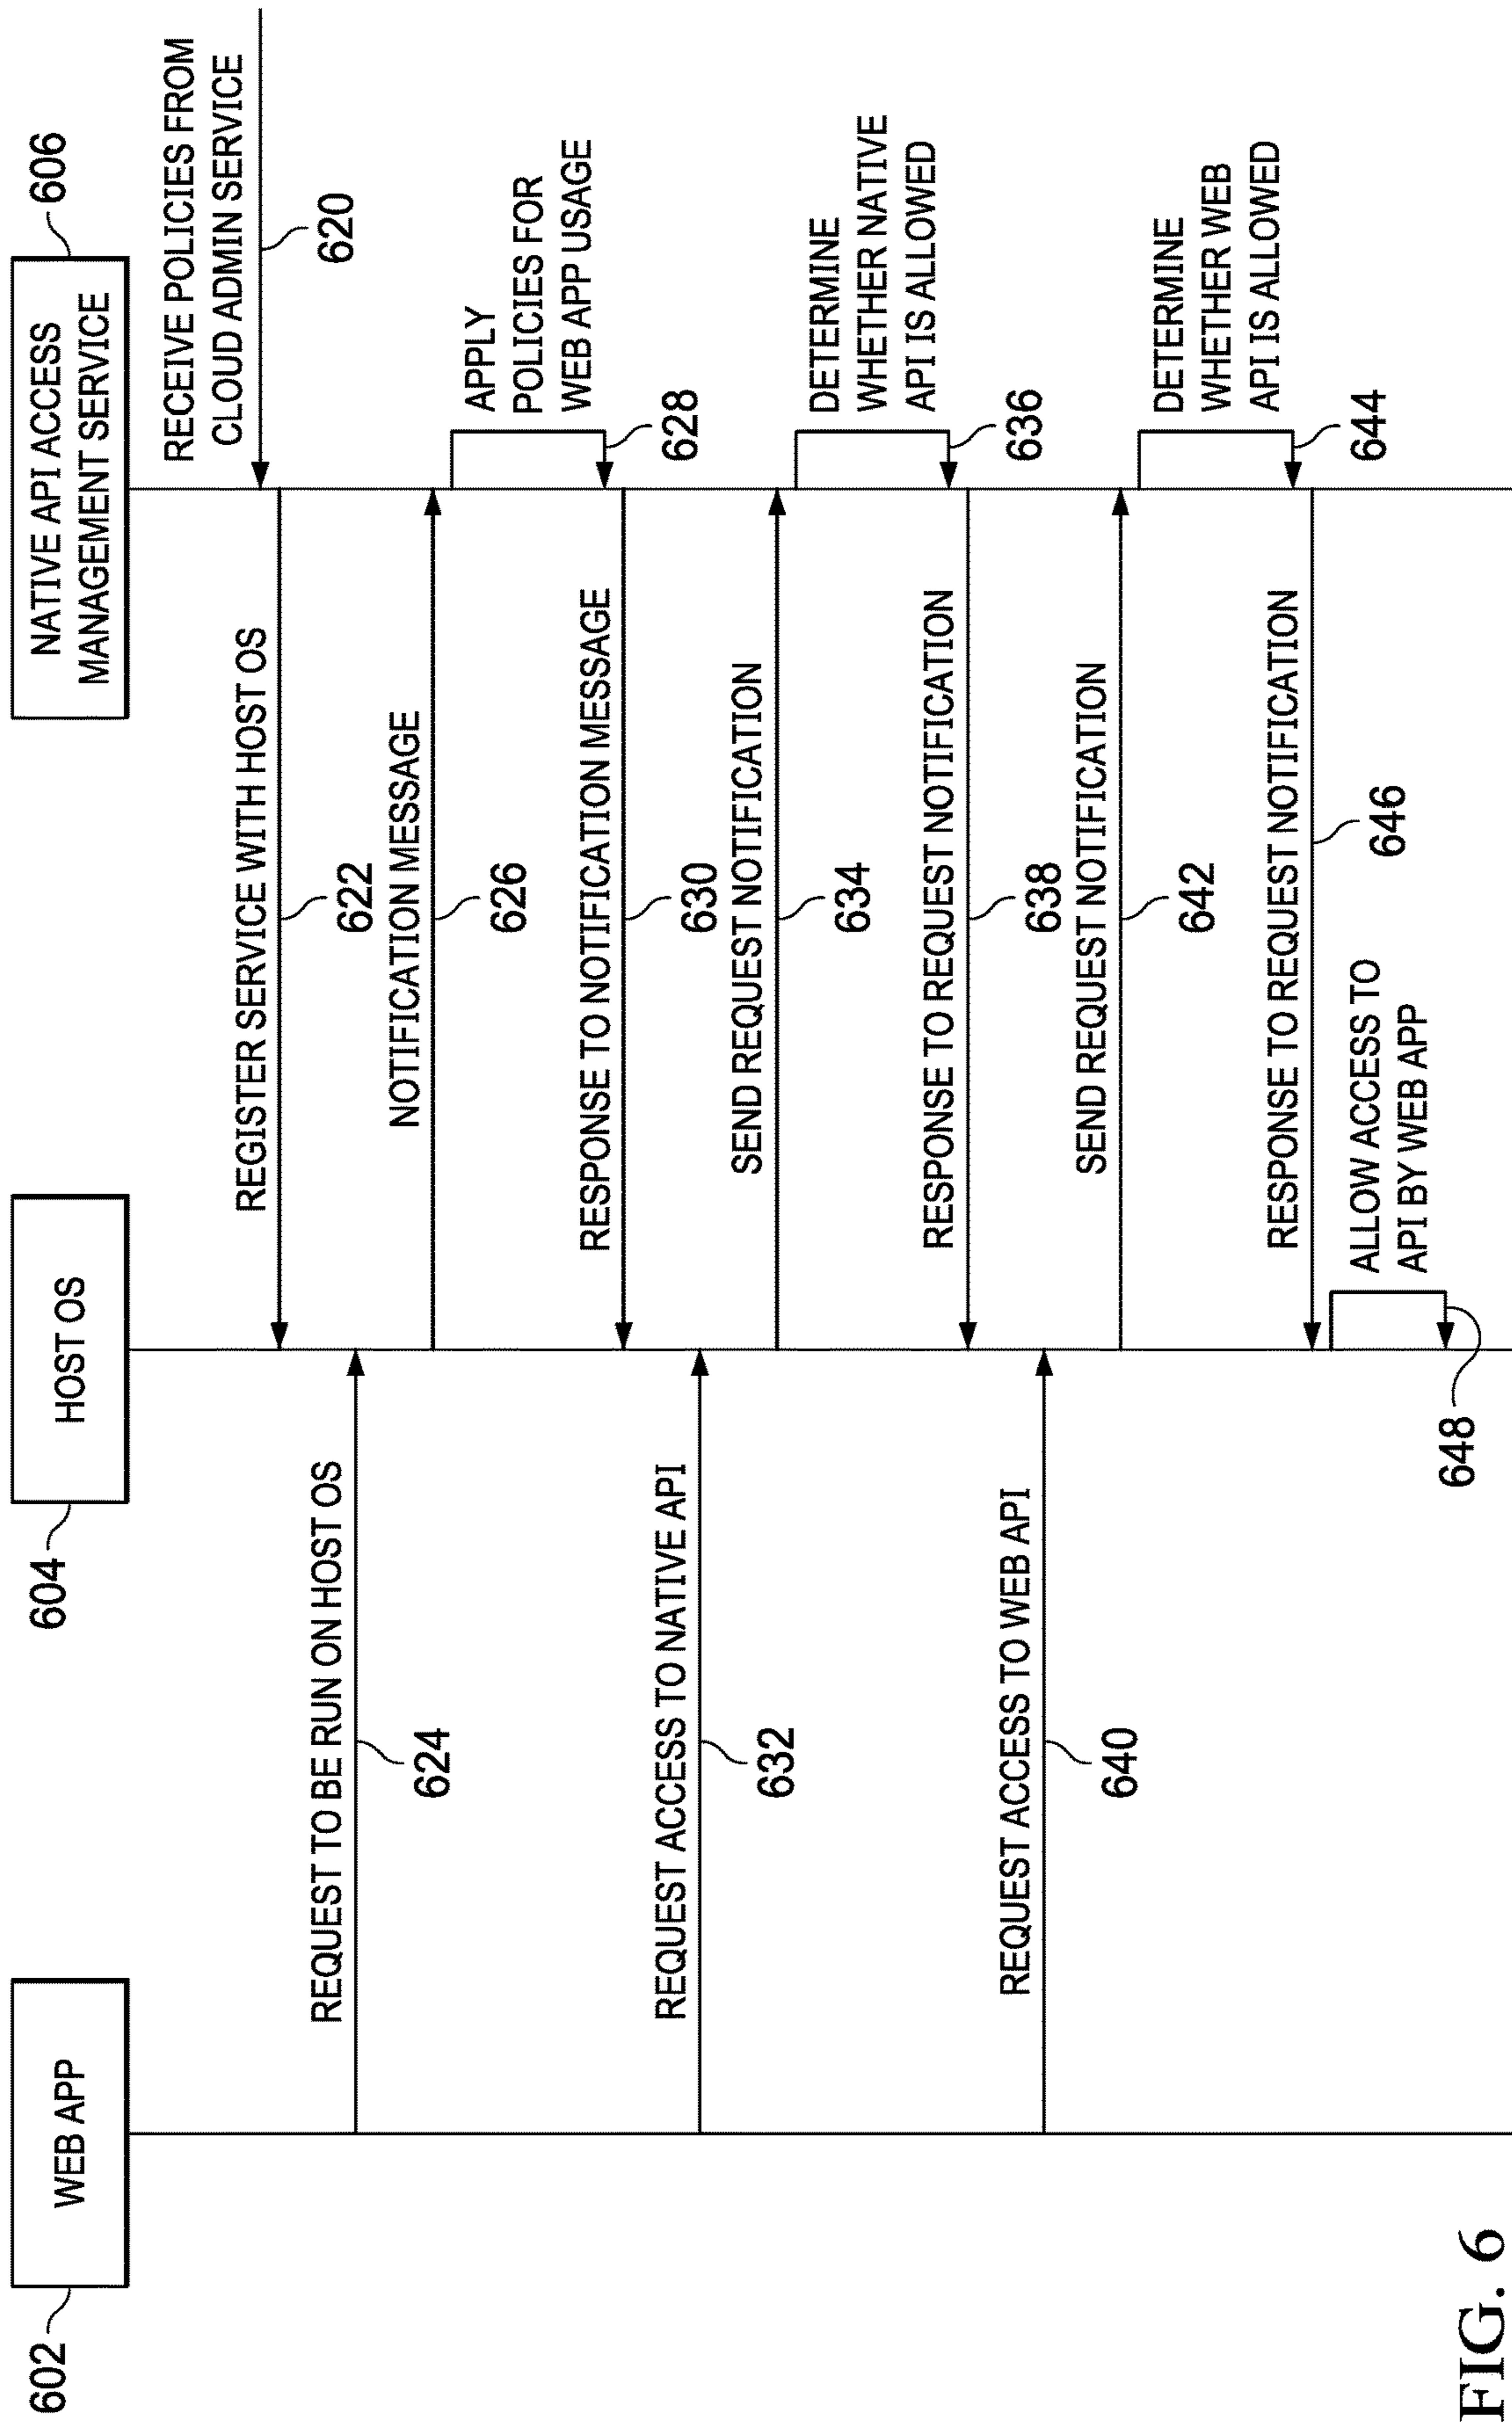 602
WEB APP
604
HOST OS
606
NATIVE API ACCESS
MANAGEMENT SERVICE
RECEIVE POLICIES FROM
CLOUD ADMIN SERVICE
620
REGISTER SERVICE WITH HOST OS
622
REQUEST TO BE RUN ON HOST OS
624
NOTIFICATION MESSAGE
626
APPLY
POLICIES FOR
WEB APP USAGE
628
RESPONSE TO NOTIFICATION MESSAGE
630
REQUEST ACCESS TO NATIVE API
632
SEND REQUEST NOTIFICATION
634
DETERMINE
WHETHER NATIVE
API IS ALLOWED
636
RESPONSE TO REQUEST NOTIFICATION
638
REQUEST ACCESS TO WEB API
640
SEND REQUEST NOTIFICATION
642
DETERMINE
WHETHER WEB
API IS ALLOWED
644
RESPONSE TO REQUEST NOTIFICATION
646
ALLOW ACCESS TO
API BY WEB APP
648
FIG. 6